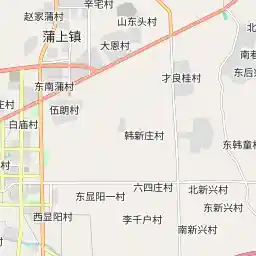 辛宅村
赵家蒲村
山东头村
北
蒲上镇
大恩村
南巷
东后
才良桂村
东南蒲村
庄村
伍朗村
白庙村
韩新庄村
东韩童村
六四庄村
北新兴村
东显阳一村
东新兴村
西显阳村
李千户村
南新兴村